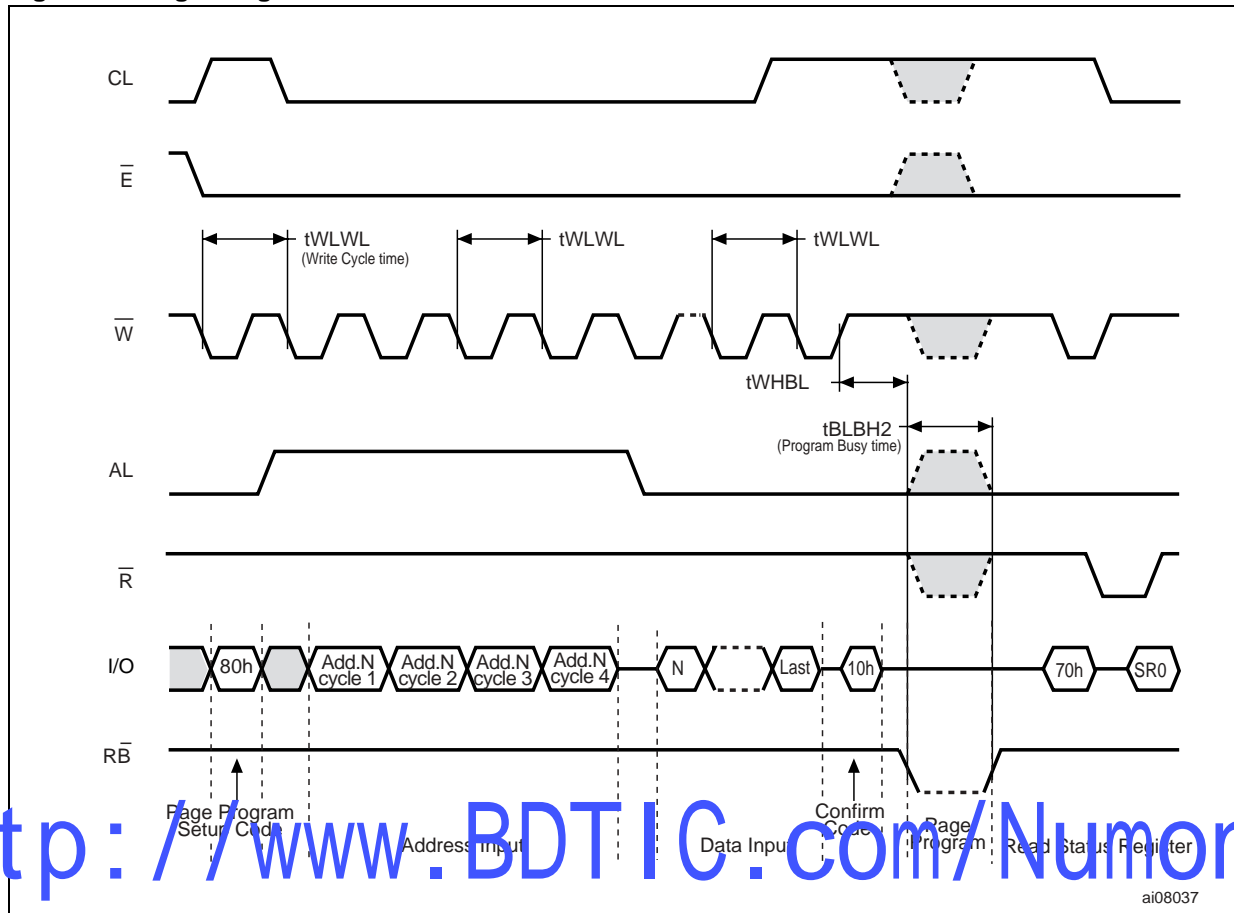 CL
E
tWLWL
(Write Cycle time)
tWLWL
tWLWL
W
tWHBL
tBLBH2
(Program Busy time)
AL
R
I/O
80h
Add.N
cycle 1
Add.N
cycle 2
Add.N
cycle 3
Add.N
cycle 4
N
Last
10h
70h
SR0
RB
Page Program
Setup Code
Address Input
Data Input
Confirm
Code
Page
Program
Read Status Register
tp://www.BDTIC.com/Numon
ai08037